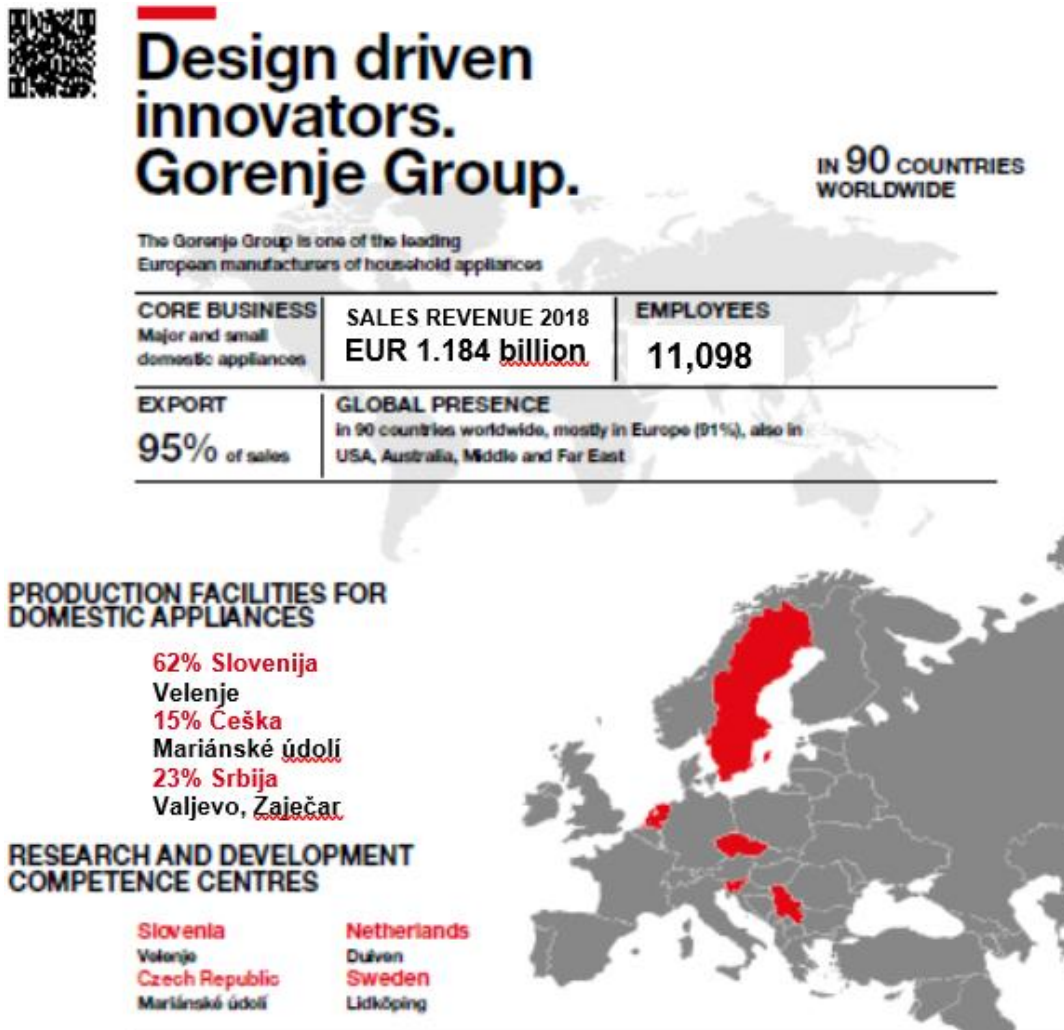 Design driven
innovators.
Gorenje Group.
IN 90 COUNTRIES
WORLDWIDE
The Gorenje Group is one of the leading
European manufacturers of household appliances
CORE BUSINESS
Major and small
domestic appliances
SALES REVENUE 2018
EUR 1.184 billion
EMPLOYEES
11,098
EXPORT
95% of sales
GLOBAL PRESENCE
in 90 countries worldwide, mostly in Europe (91%), also in
USA, Australia, Middle and Far East
PRODUCTION FACILITIES FOR
DOMESTIC APPLIANCES
62% Slovenija
Velenje
15% Češka
Mariánské údolí
23% Srbija
Valjevo, Zaječar
RESEARCH AND DEVELOPMENT
COMPETENCE CENTRES
Slovenia
Velenje
Czech Republic
Mariánské údolí
Netherlands
Duiven
Sweden
Lidköping